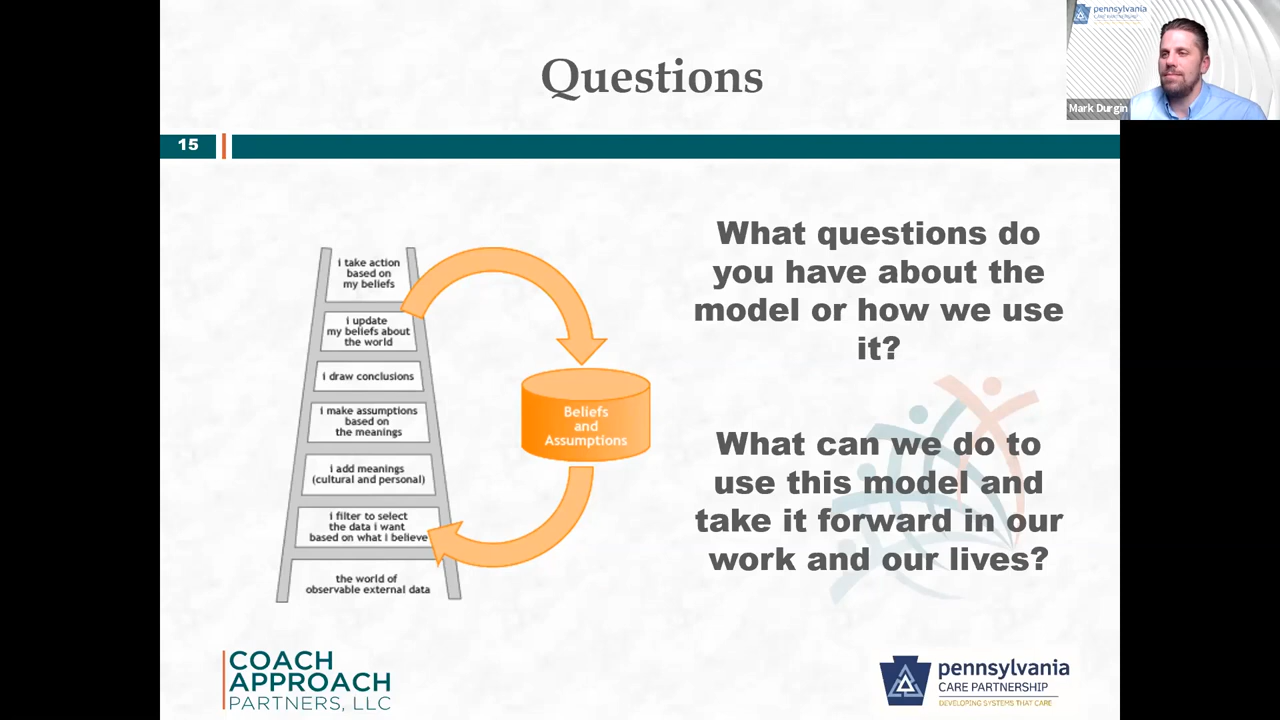 Questions
pennsylvania
CARE PARTNERSHIP
Mark Durgin
15
What questions do
you have about the
model or how we use
it?
What can we do to
use this model and
take it forward in our
work and our lives?
i take action
based on
my beliefs
i update
my beliefs about
the world
i draw conclusions
i make assumptions
based on
the meanings
i add meanings
(cultural and personal)
i filter to select
the data i want
based on what i believe
the world of
observable external data
Beliefs
and
Assumptions
COACH
APPROACH
PARTNERS, LLC
pennsylvania
CARE PARTNERSHIP
DEVELOPING SYSTEMS THAT CARE